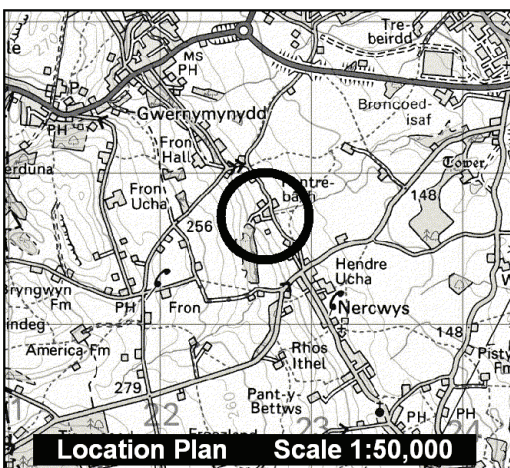 Tre-
beirdd
le
MS
PH
P
Gwernymynydd
PH
Broncoed-
isaf
Fron
Hall
Tower
erduna
Fron
Ucha
256
148
Hendre
Ucha
Bryngwyn
Fm
PH
Fron
Nercwys
indeg
America Fm
148
Rhos
Ithel
Pisty
Fm
279
Pant-y-
Bettws
22
23
24
PH
PH
Location Plan Scale 1:50,000